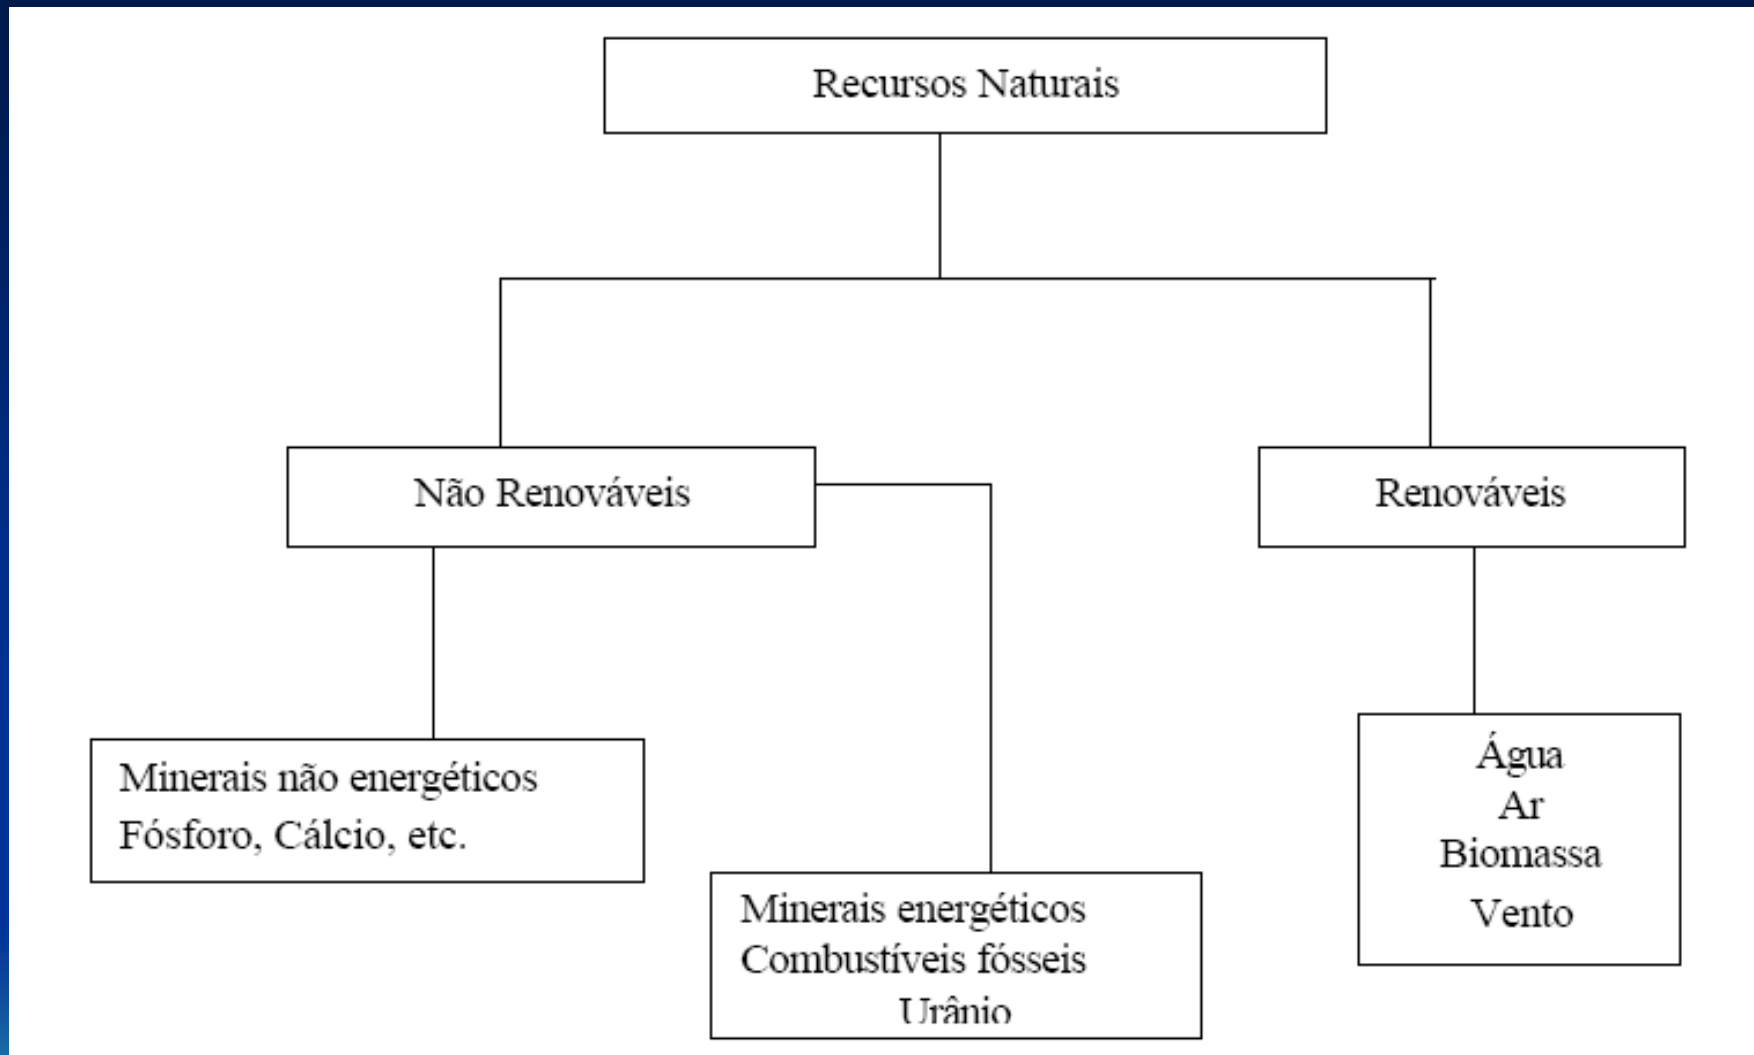 Recursos Naturais
Não Renováveis
Renováveis
Minerais não energéticos
Fósforo, Cálcio, etc.
Minerais energéticos
Combustíveis fósseis
Urânio
Água
Ar
Biomassa
Vento